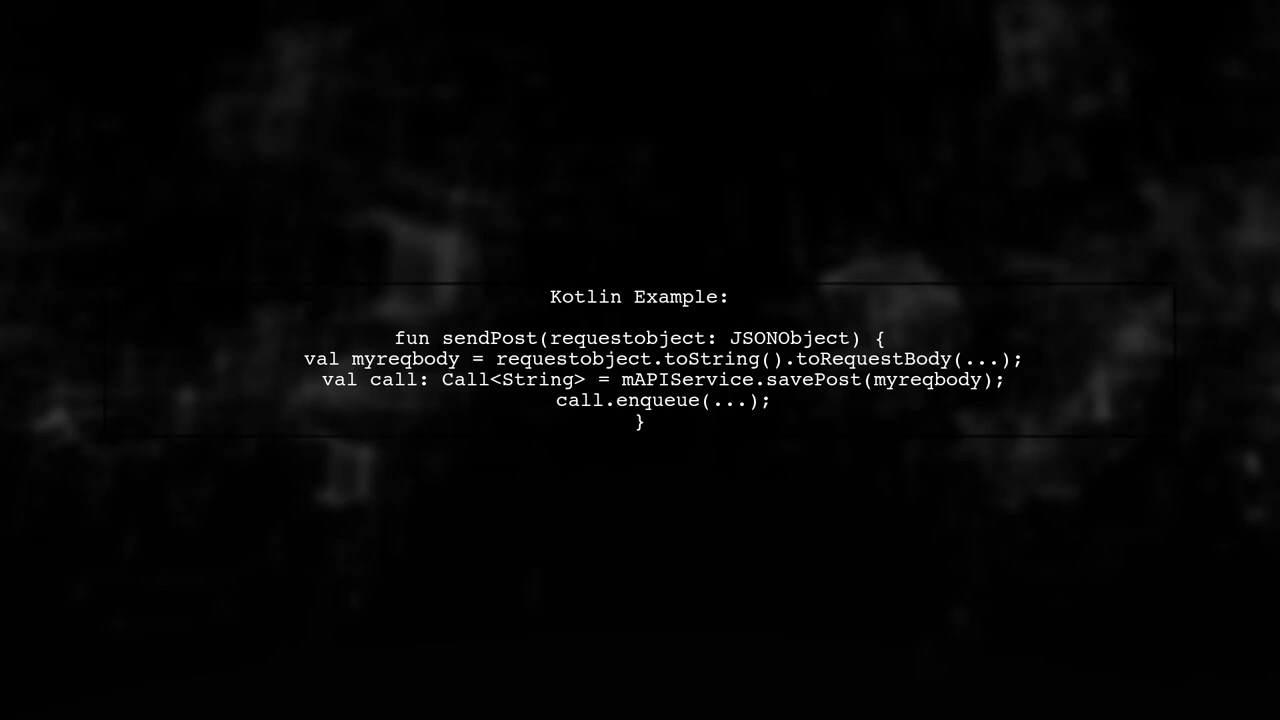 Kotlin Example:
fun sendPost(requestobject: JSONObject) {
val myreqbody = requestobject.toString().toRequestBody(...);
val call: Call<String> = mAPIService.savePost(myreqbody);
call.enqueue(...);
}